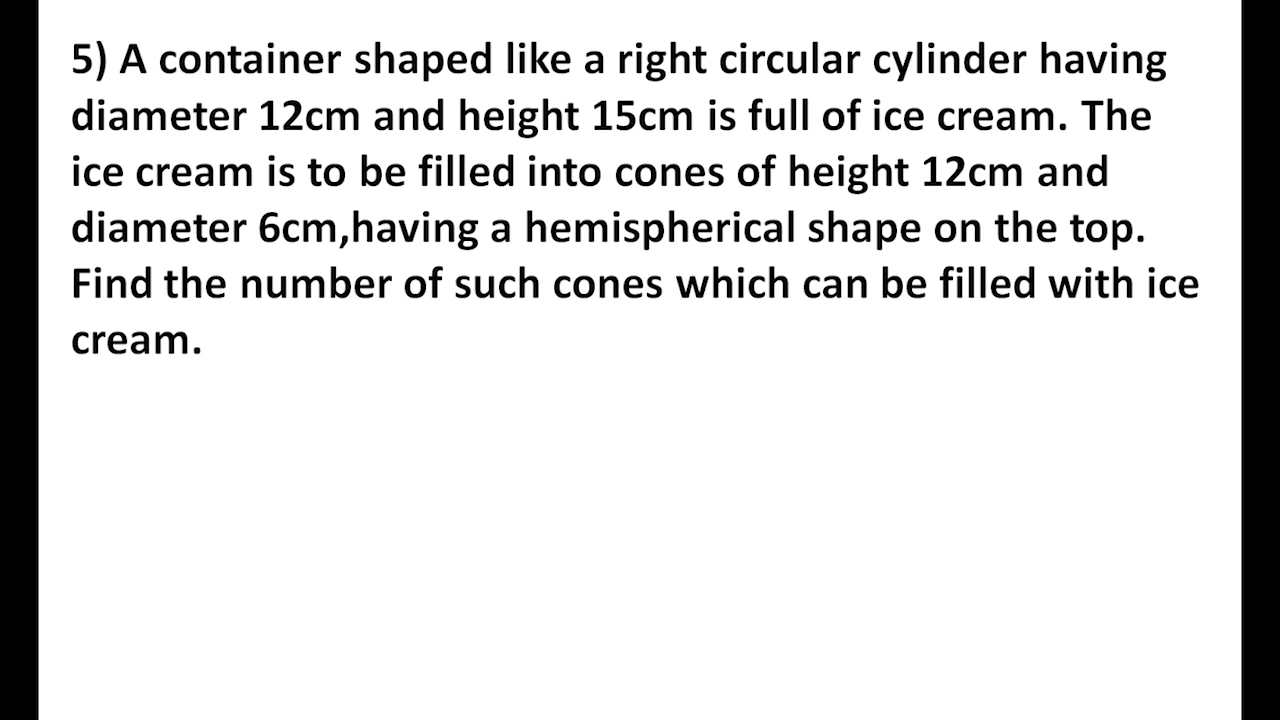 5) A container shaped like a right circular cylinder having
diameter 12cm and height 15cm is full of ice cream. The
ice cream is to be filled into cones of height 12cm and
diameter 6cm,having a hemispherical shape on the top.
Find the number of such cones which can be filled with ice
cream.